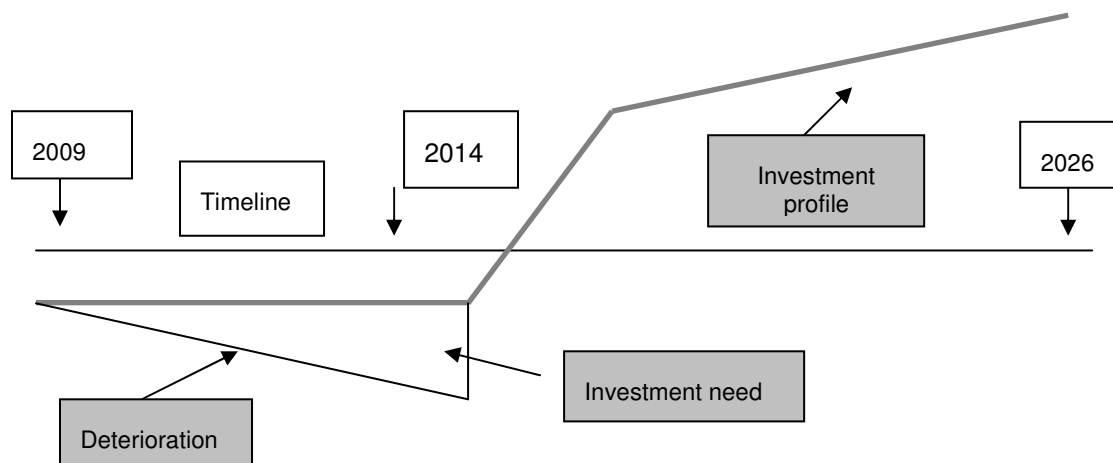 2009
2014
2026
Timeline
Investment
profile
Investment need
Deterioration